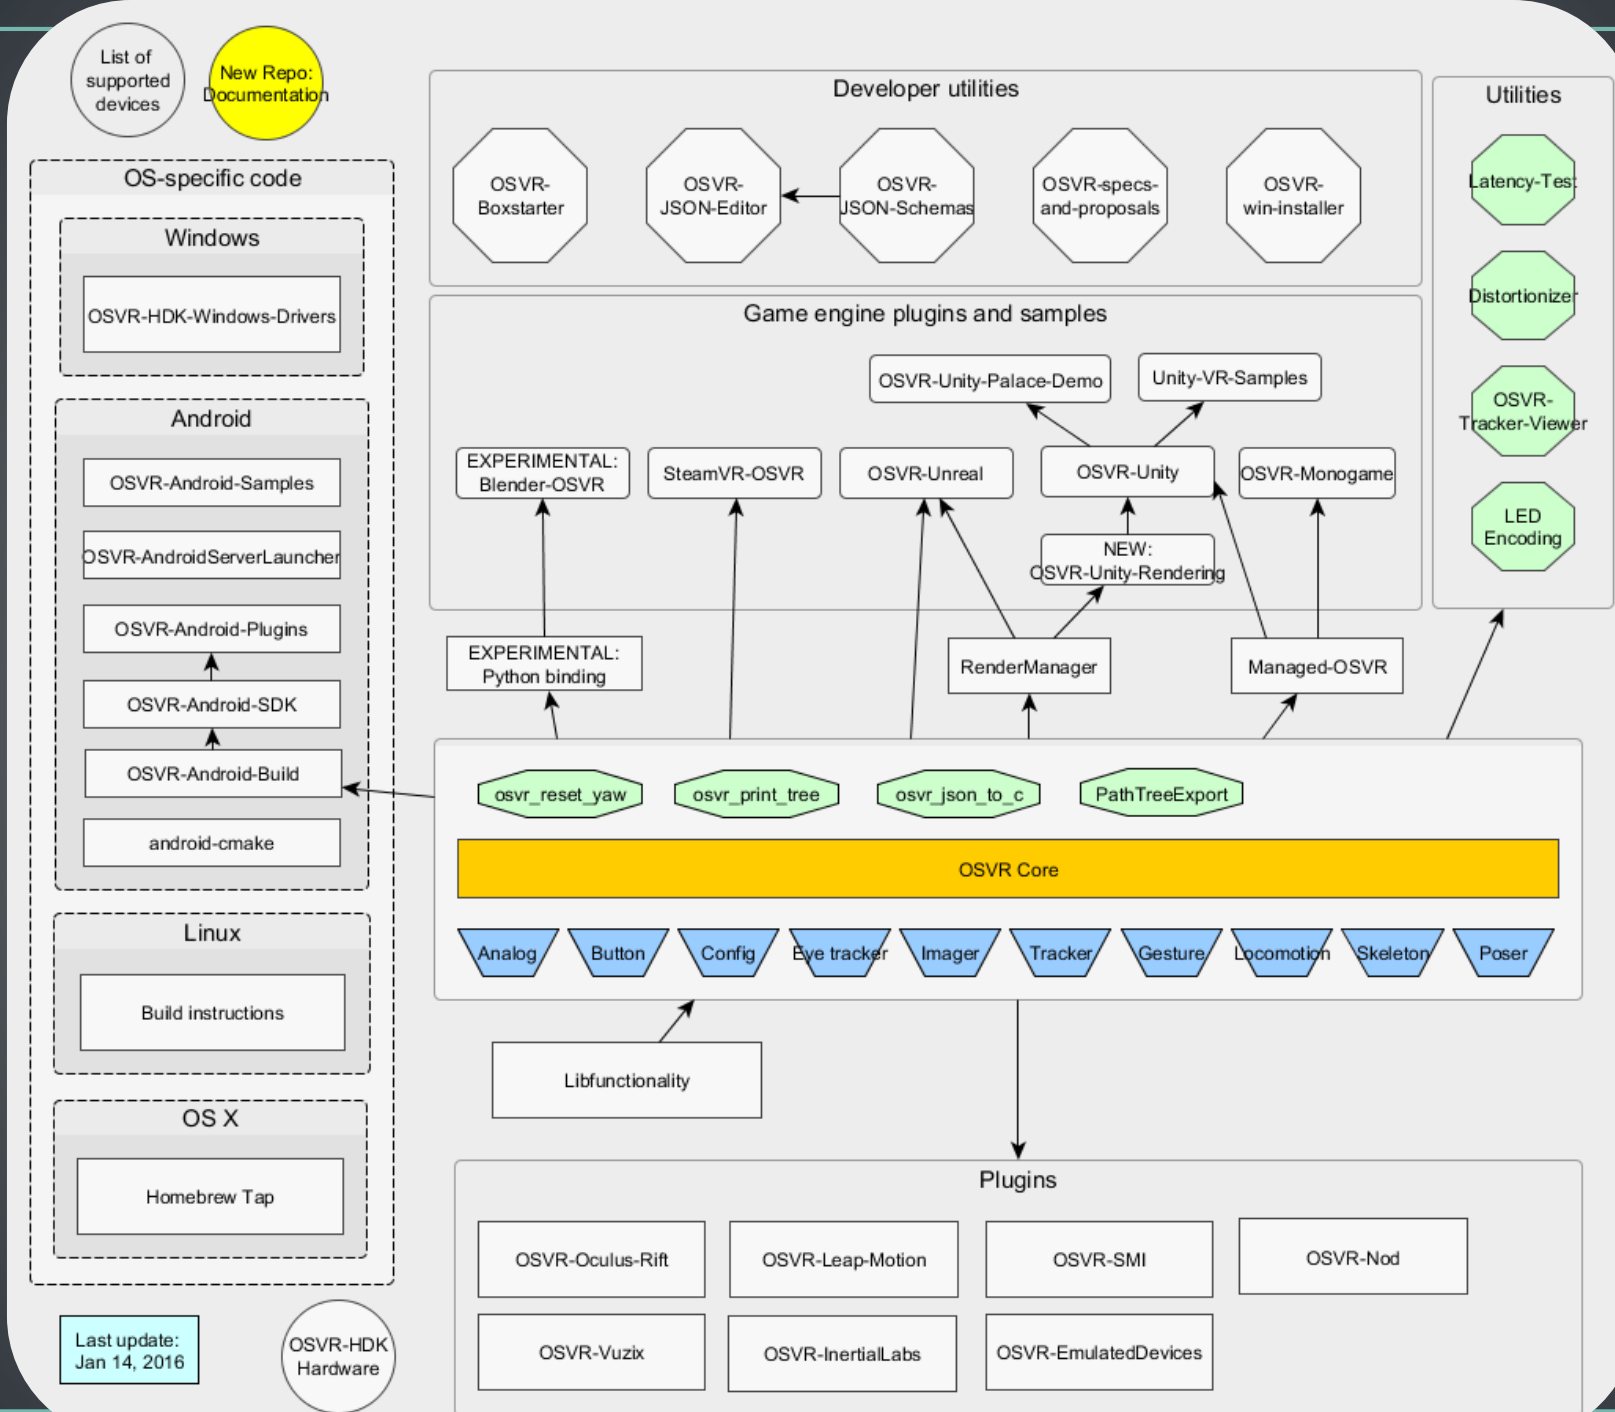 List of
supported
devices
New Repo:
Documentation
OS-specific code
Windows
OSVR-HDK-Windows-Drivers
Android
OSVR-Android-Samples
OSVR-AndroidServerLauncher
OSVR-Android-Plugins
OSVR-Android-SDK
OSVR-Android-Build
android-cmake
Linux
Build instructions
OS X
Homebrew Tap
Last update:
Jan 14, 2016
OSVR-HDK
Hardware
Developer utilities
OSVR-
Boxstarter
OSVR-
JSON-Editor
OSVR-
JSON-Schemas
OSVR-specs-
and-proposals
OSVR-
win-installer
Utilities
Latency-Test
Distortionizer
OSVR-
Tracker-Viewer
LED
Encoding
Game engine plugins and samples
OSVR-Unity-Palace-Demo
Unity-VR-Samples
EXPERIMENTAL:
Blender-OSVR
SteamVR-OSVR
OSVR-Unreal
OSVR-Unity
OSVR-Monogame
NEW:
OSVR-Unity-Rendering
EXPERIMENTAL:
Python binding
RenderManager
Managed-OSVR
osvr_reset_yaw
osvr_print_tree
osvr_json_to_c
PathTreeExport
OSVR Core
Analog
Button
Config
Eye tracker
Imager
Tracker
Gesture
Locomotion
Skeleton
Poser
Libfunctionality
Plugins
OSVR-Oculus-Rift
OSVR-Leap-Motion
OSVR-SMI
OSVR-Nod
OSVR-Vuzix
OSVR-InertialLabs
OSVR-EmulatedDevices